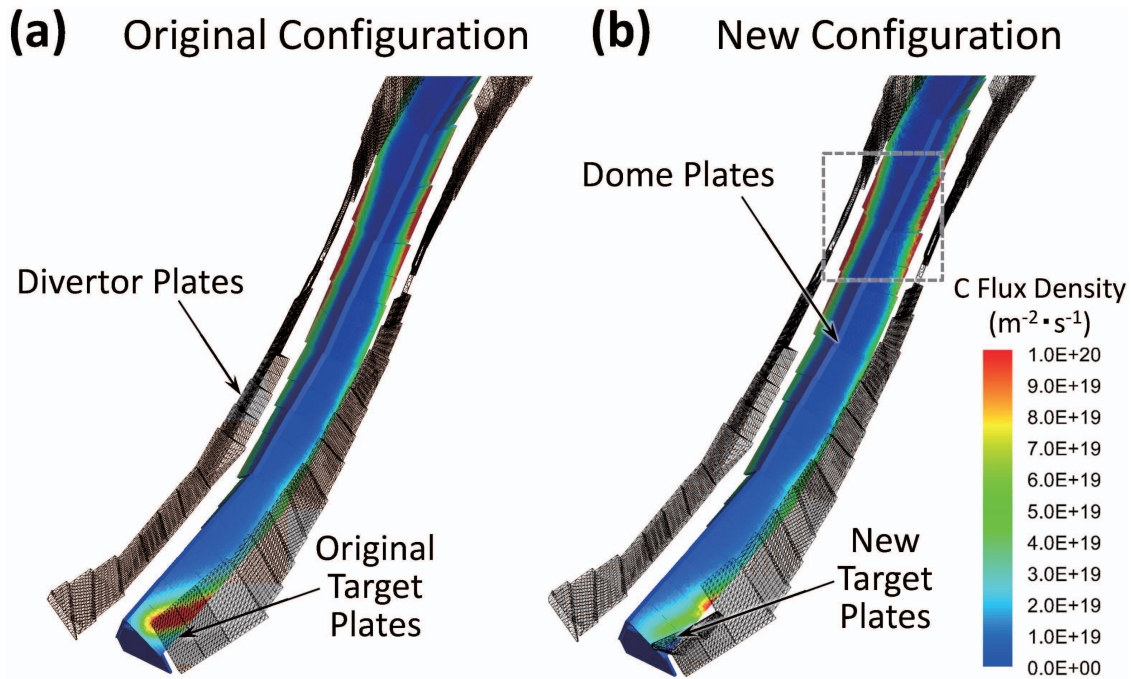 (a) Original Configuration
Divertor Plates
Original
Target
Plates
(b) New Configuration
Dome Plates
New
Target
Plates
C Flux Density
(m⁻²・s⁻¹)
1.0E+20
9.0E+19
8.0E+19
7.0E+19
6.0E+19
5.0E+19
4.0E+19
3.0E+19
2.0E+19
1.0E+19
0.0E+00